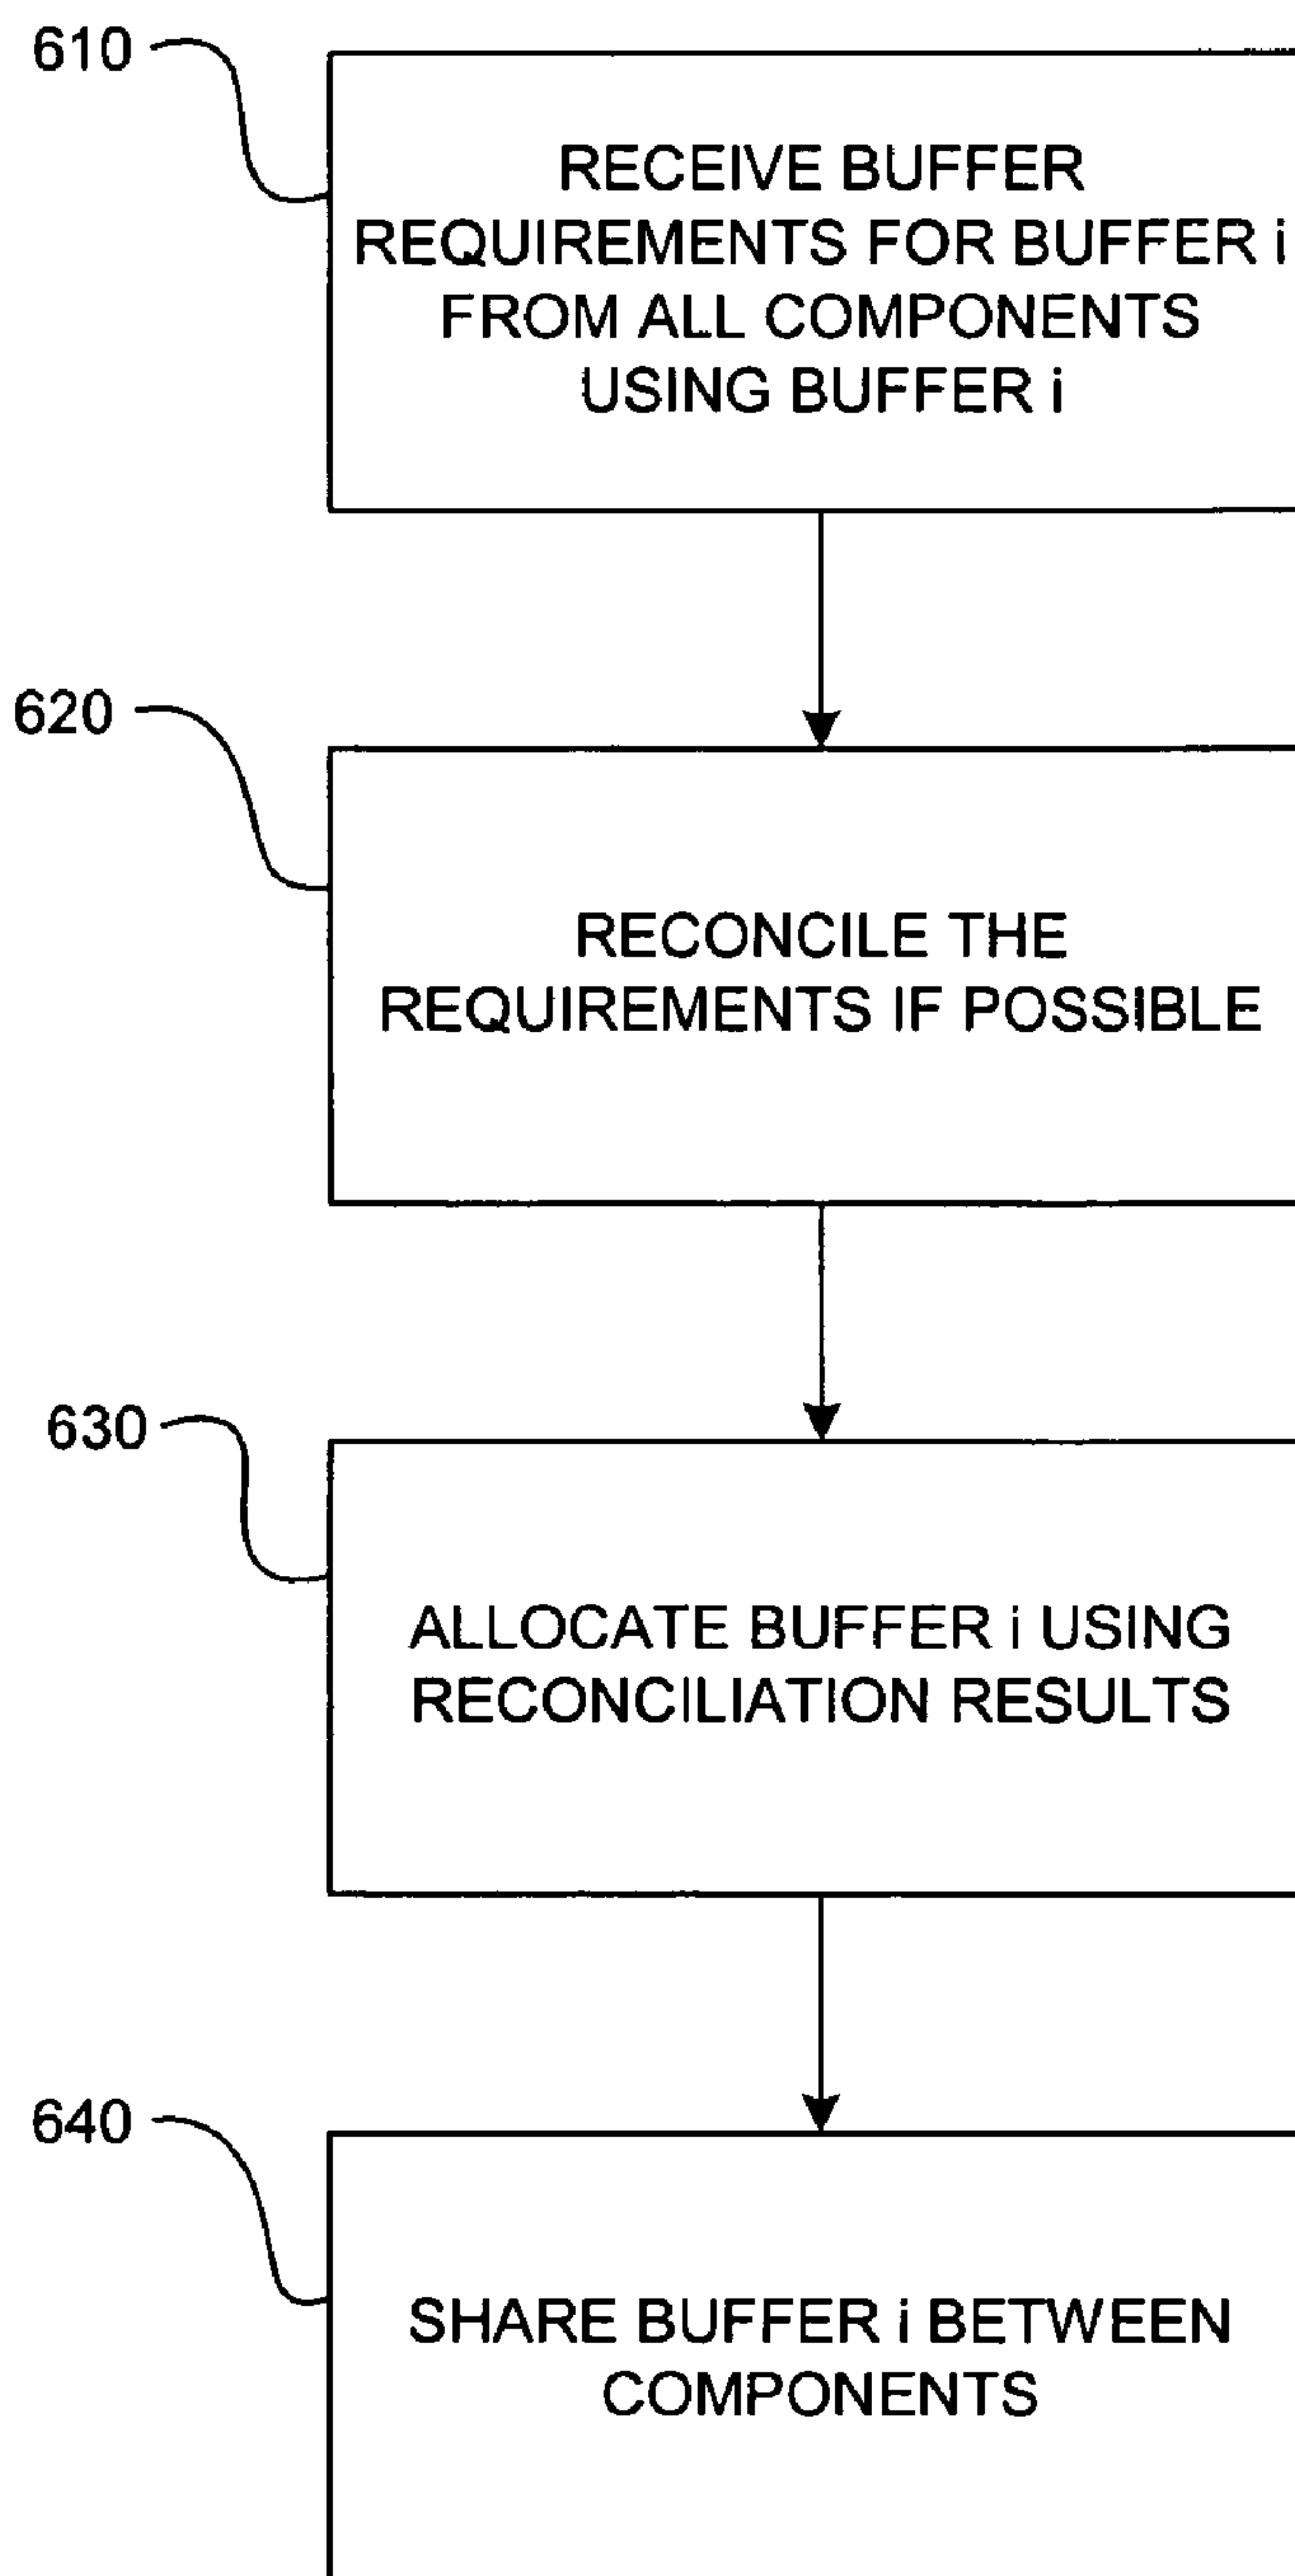 610
RECEIVE BUFFER
REQUIREMENTS FOR BUFFER i
FROM ALL COMPONENTS
USING BUFFER i
620
RECONCILE THE
REQUIREMENTS IF POSSIBLE
630
ALLOCATE BUFFER i USING
RECONCILIATION RESULTS
640
SHARE BUFFER i BETWEEN
COMPONENTS